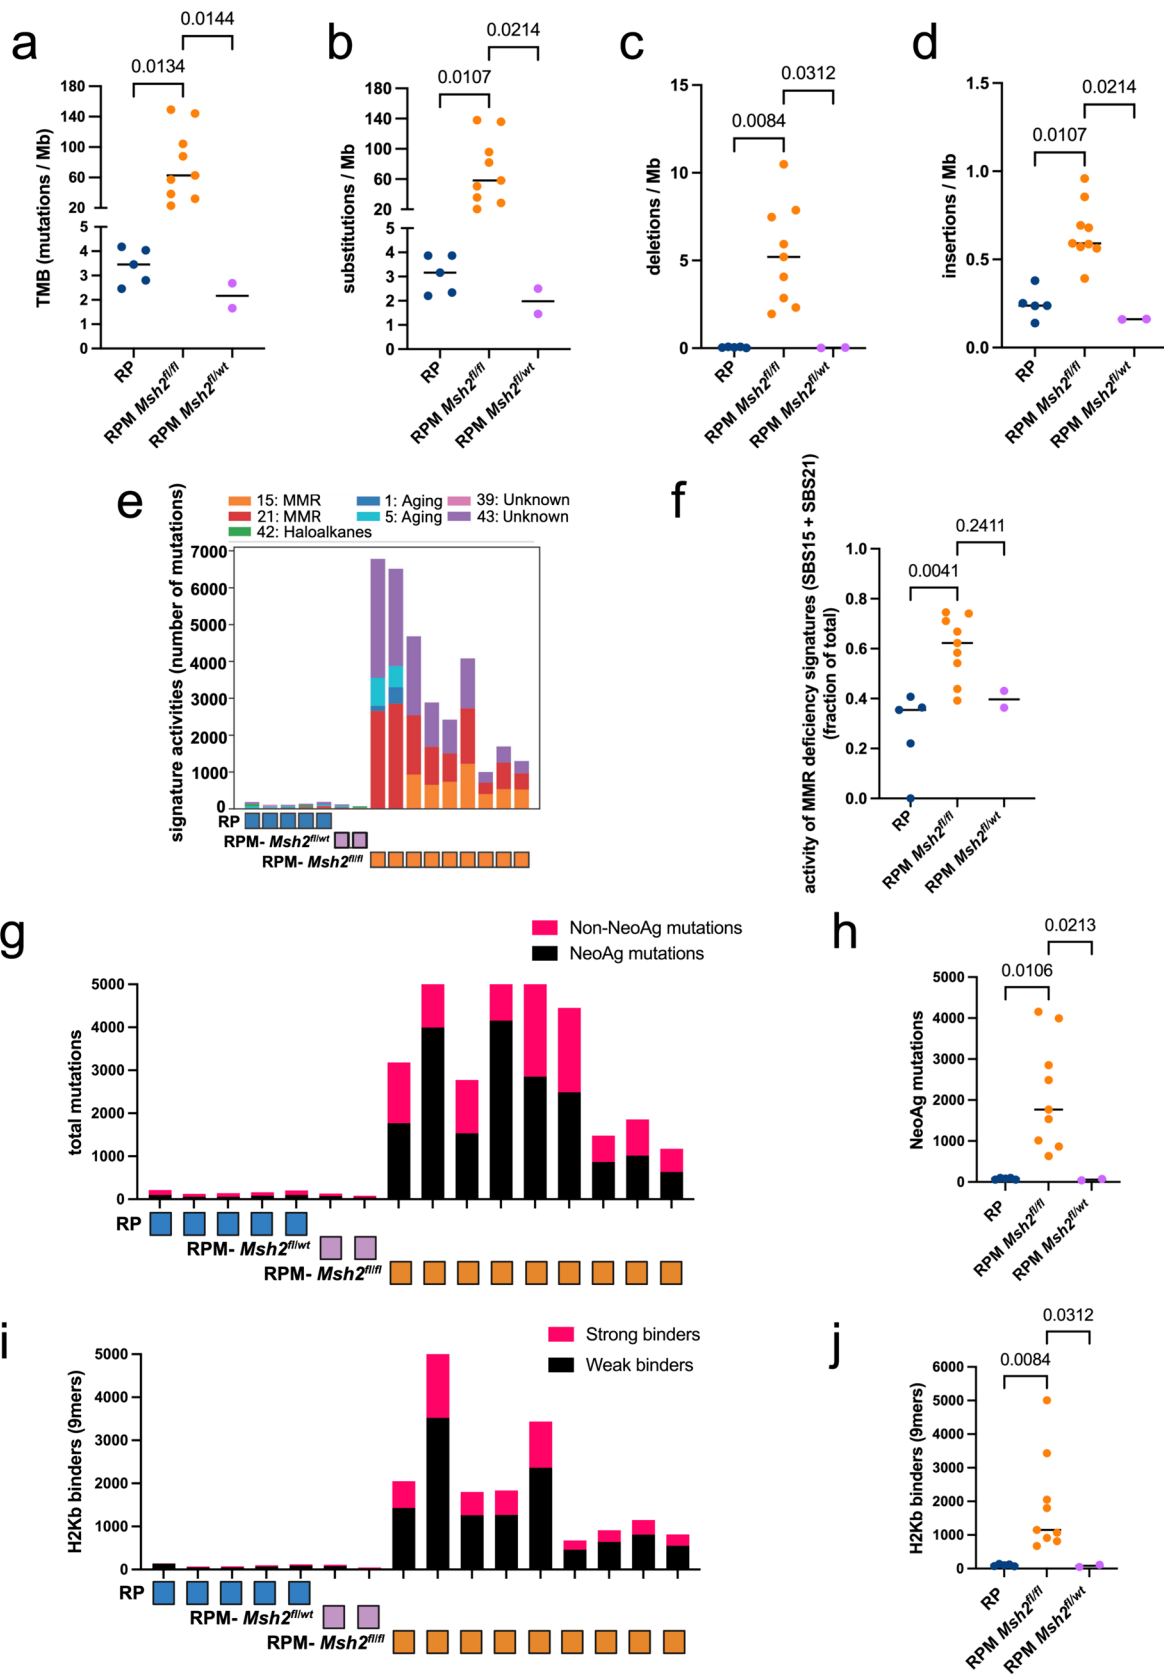 a
0.0144
0.0134
TMB (mutations / Mb)
180
140
100
60
20
5
4
3
2
1
0
RP
RPM Msh2fl/fl
RPM Msh2fl/wt
b
0.0214
0.0107
substitutions / Mb
180
140
100
60
20
5
4
3
2
1
0
RP
RPM Msh2fl/fl
RPM Msh2fl/wt
c
0.0312
0.0084
deletions / Mb
15
10
5
0
RP
RPM Msh2fl/fl
RPM Msh2fl/wt
d
0.0214
0.0107
insertions / Mb
1.5
1.0
0.5
0.0
RP
RPM Msh2fl/fl
RPM Msh2fl/wt
e
15: MMR 1: Aging 39: Unknown
21: MMR 5: Aging 43: Unknown
42: Haloalkanes
signature activities (number of mutations)
7000
6000
5000
4000
3000
2000
1000
0
RP
RPM- Msh2fl/wt
RPM- Msh2fl/fl
f
0.2411
0.0041
activity of MMR deficiency signatures (SBS15 + SBS21)
(fraction of total)
1.0
0.8
0.6
0.4
0.2
0.0
RP
RPM Msh2fl/fl
RPM Msh2fl/wt
g
Non-NeoAg mutations
NeoAg mutations
total mutations
5000
4000
3000
2000
1000
0
RP
RPM- Msh2fl/wt
RPM- Msh2fl/fl
h
0.0213
0.0106
NeoAg mutations
5000
4000
3000
2000
1000
0
RP
RPM Msh2fl/fl
RPM Msh2fl/wt
i
Strong binders
Weak binders
H2Kb binders (9mers)
5000
4000
3000
2000
1000
0
RP
RPM- Msh2fl/wt
RPM- Msh2fl/fl
j
0.0312
0.0084
H2Kb binders (9mers)
6000
5000
4000
3000
2000
1000
0
RP
RPM Msh2fl/fl
RPM Msh2fl/wt